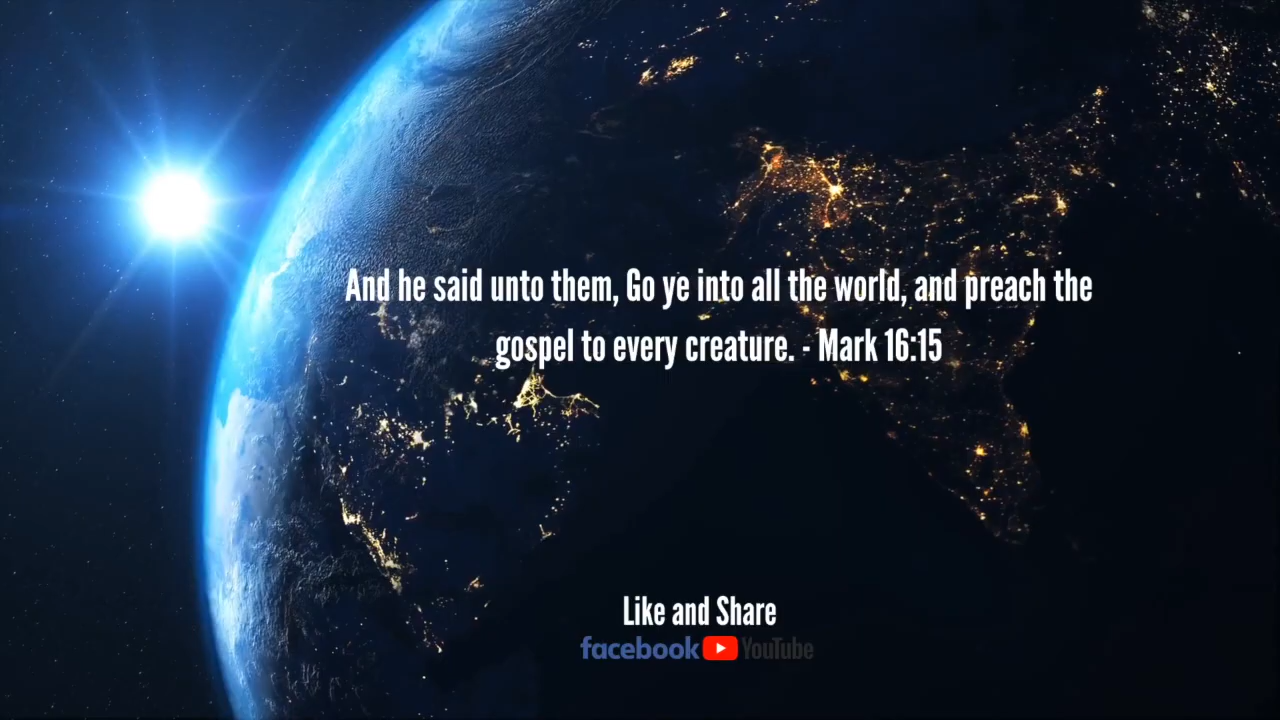 And he said unto them, Go ye into all the world, and preach the
gospel to every creature. - Mark 16:15
Like and Share
facebook YouTube